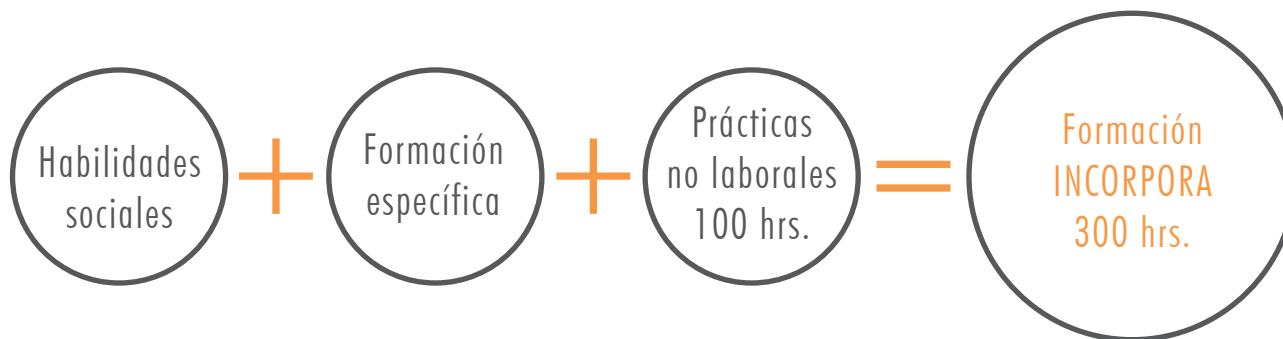 Habilidades
sociales
+
Formación
específica
+
Prácticas
no laborales
100 hrs.
=
Formación
INCORPORA
300 hrs.